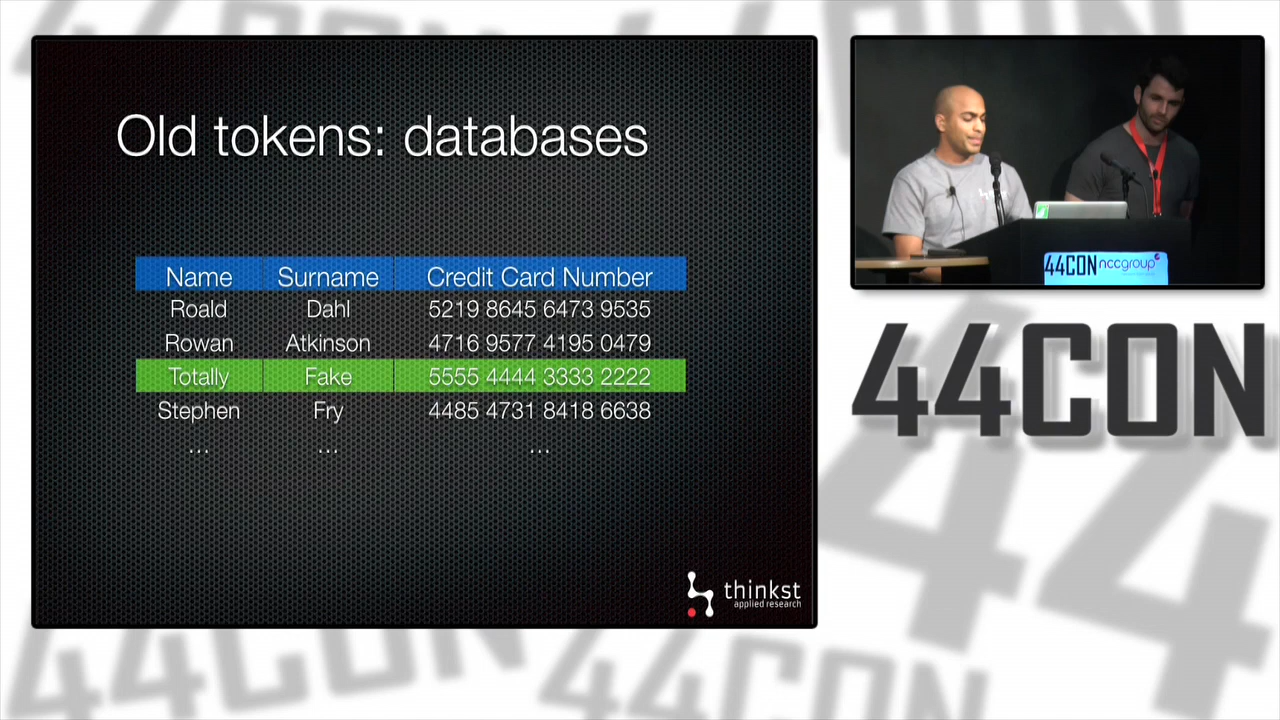 Old tokens: databases
Name Surname Credit Card Number
Roald Dahl 5219 8645 6473 9535
Rowan Atkinson 4716 9577 4195 0479
Totally Fake 5555 4444 3333 2222
Stephen Fry 4485 4731 8418 6638
... ... ...
thinkst
applied research
44CON nccgroup
44CON